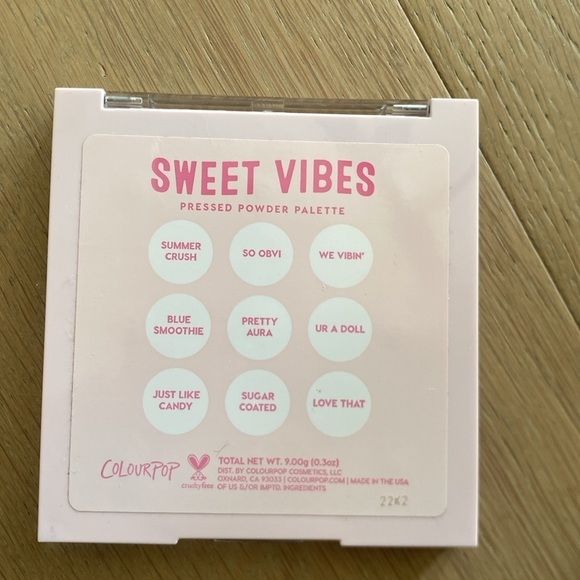 SWEET VIBES
PRESSED POWDER PALETTE
SUMMER
CRUSH
SO OBVI
WE VIBIN'
BLUE
SMOOTHIE
PRETTY
AURA
UR A DOLL
JUST LIKE
CANDY
SUGAR
COATED
LOVE THAT
COLOURPOP
crueltyfree
TOTAL NET WT. 9.00g (0.3oz)
DIST. BY COLOURPOP COSMETICS, LLC
OXNARD, CA 93033 | COLOURPOP.COM | MADE IN THE USA
OF US &/OR IMPTD. INGREDIENTS
22K2